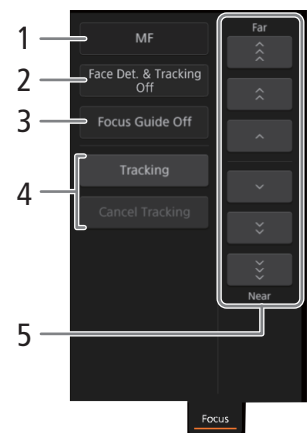 1
MF
2
Face Det. & Tracking
Off
3
Focus Guide Off
4
Tracking
Cancel Tracking
Far
Near
5
Focus